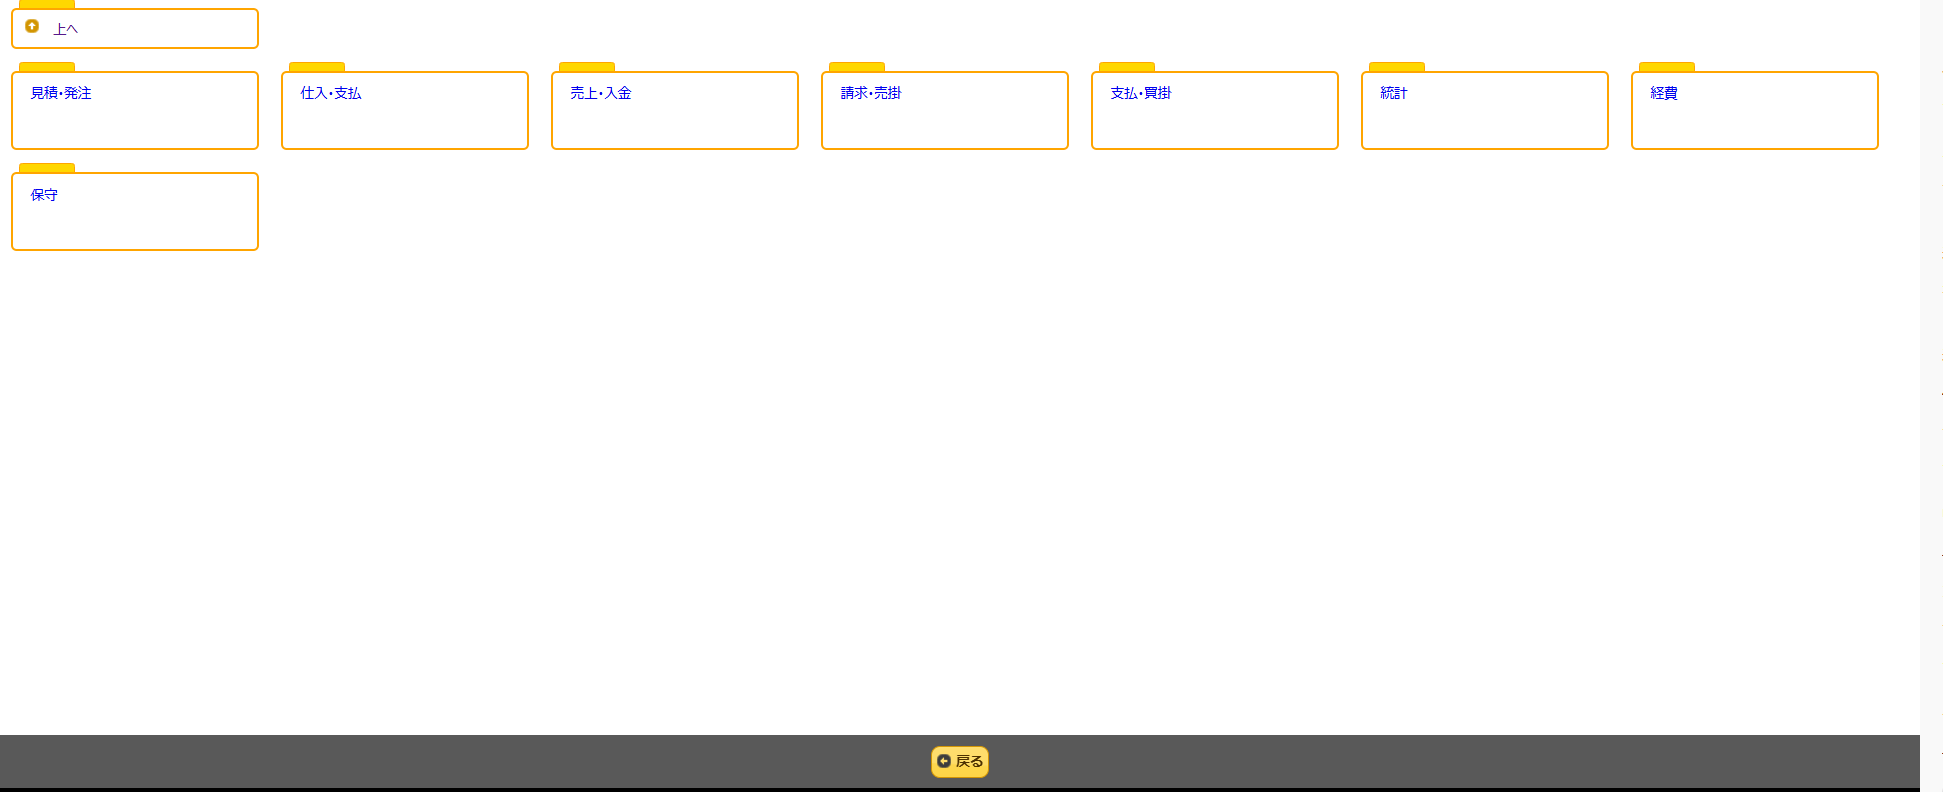 上へ
見積・発注
仕入・支払
売上・入金
請求・売掛
支払・買掛
統計
経費
保守
戻る